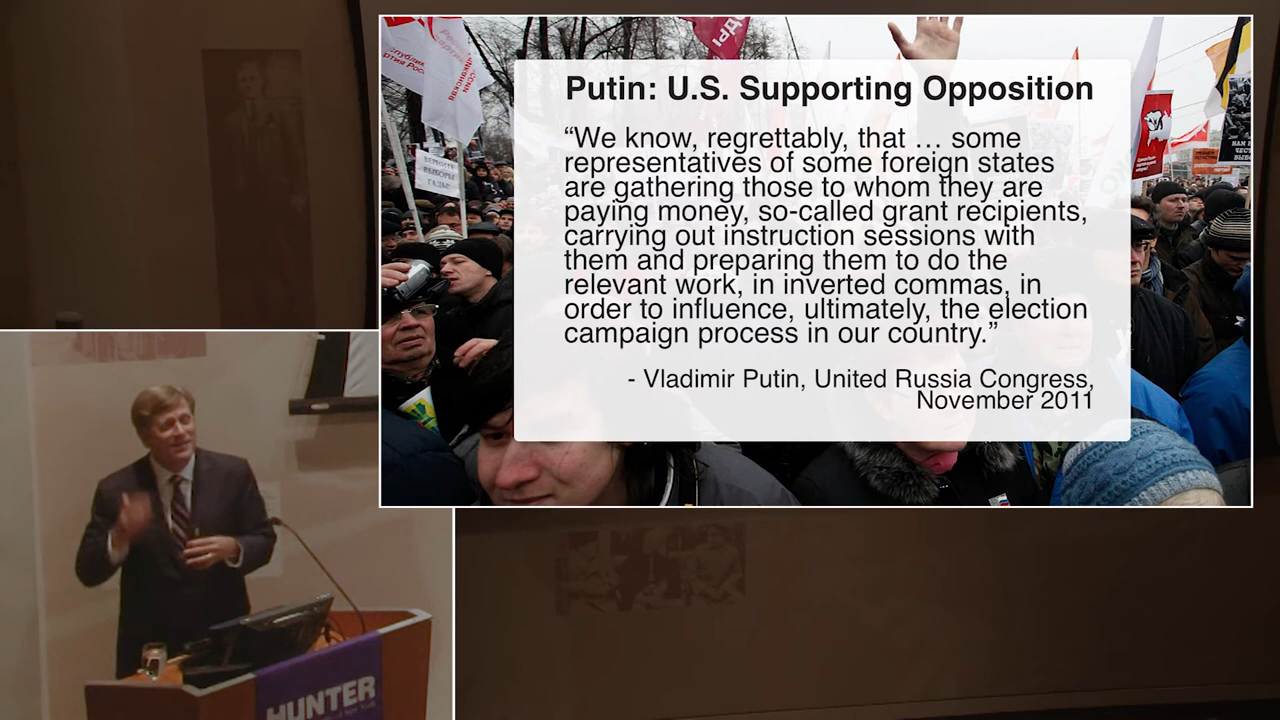 Putin: U.S. Supporting Opposition
“We know, regrettably, that … some
representatives of some foreign states
are gathering those to whom they are
paying money, so-called grant recipients,
carrying out instruction sessions with
them and preparing them to do the
relevant work, in inverted commas, in
order to influence, ultimately, the election
campaign process in our country.”
- Vladimir Putin, United Russia Congress,
November 2011
ВЕРНИТЕ
ВЫБОРЫ
ГАДЫ!
HUNTER